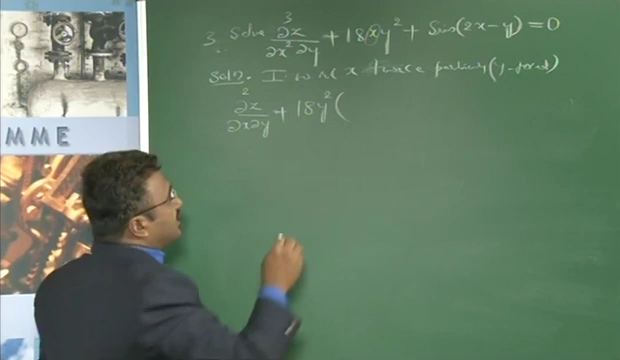 3. Solve ∂³z/∂x²∂y + 18xy² + Sin(2x-y) = 0
Soln. I w r t x twice partially (y-fixed)
∂²z/∂x∂y + 18y²(
MME